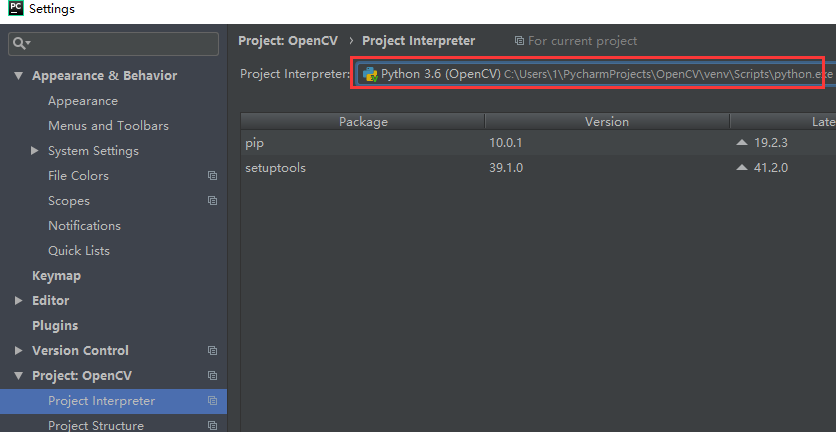 PC Settings
Project: OpenCV › Project Interpreter For current project
Project Interpreter: Python 3.6 (OpenCV) C:\Users\1\PycharmProjects\OpenCV\venv\Scripts\python.exe
Appearance & Behavior
Appearance
Menus and Toolbars
System Settings
File Colors
Scopes
Notifications
Quick Lists
Keymap
Editor
Plugins
Version Control
Project: OpenCV
Project Interpreter
Project Structure
Package Version Late
pip 10.0.1 19.2.3
setuptools 39.1.0 41.2.0